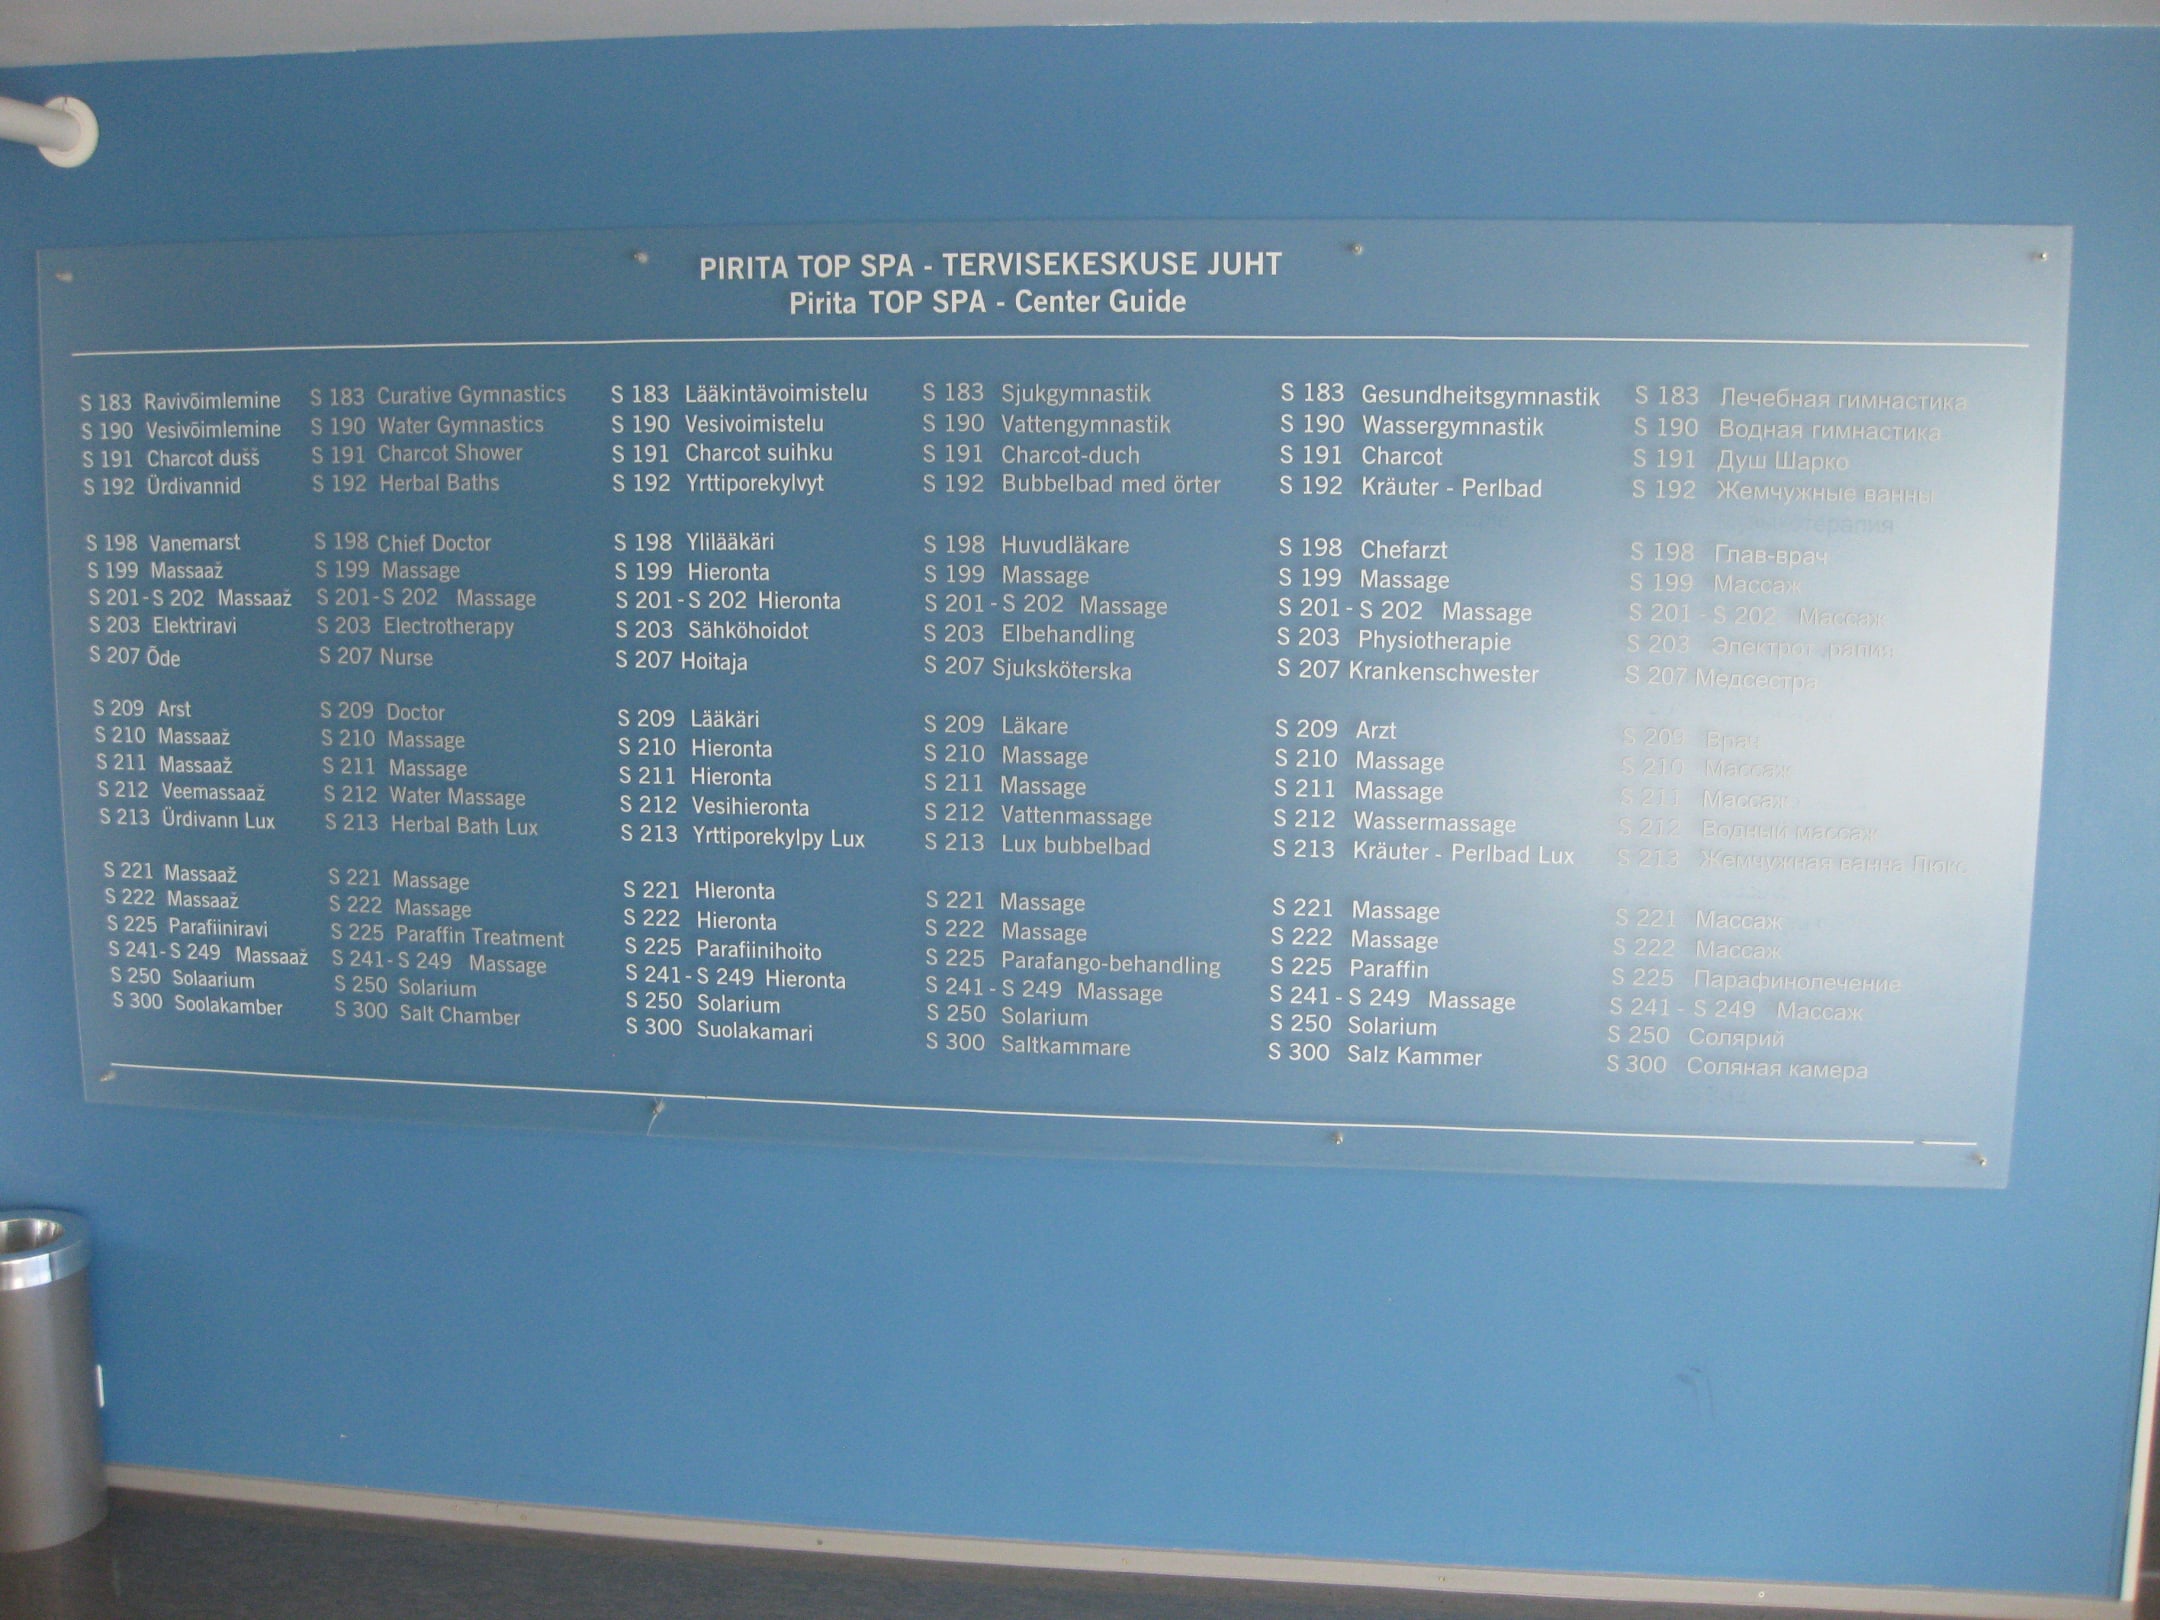 PIRITA TOP SPA - TERVISEKESKUSE JUHT
Pirita TOP SPA - Center Guide
S 183 Ravivõimlemine
S 190 Vesivõimlemine
S 191 Charcot dušš
S 192 Ürdivannid
S 198 Vanemarst
S 199 Massaaž
S 201-S 202 Massaaž
S 203 Elektriravi
S 207 Õde
S 209 Arst
S 210 Massaaž
S 211 Massaaž
S 212 Veemassaaž
S 213 Ürdivann Lux
S 221 Massaaž
S 222 Massaaž
S 225 Parafiiniravi
S 241-S 249 Massaaž
S 250 Solaarium
S 300 Soolakamber
S 183 Curative Gymnastics
S 190 Water Gymnastics
S 191 Charcot Shower
S 192 Herbal Baths
S 198 Chief Doctor
S 199 Massage
S 201-S 202 Massage
S 203 Electrotherapy
S 207 Nurse
S 209 Doctor
S 210 Massage
S 211 Massage
S 212 Water Massage
S 213 Herbal Bath Lux
S 221 Massage
S 222 Massage
S 225 Paraffin Treatment
S 241-S 249 Massage
S 250 Solarium
S 300 Salt Chamber
S 183 Lääkintävoimistelu
S 190 Vesivoimistelu
S 191 Charcot suihku
S 192 Yrttiporekylvyt
S 198 Ylilääkäri
S 199 Hieronta
S 201-S 202 Hieronta
S 203 Sähköhoidot
S 207 Hoitaja
S 209 Lääkäri
S 210 Hieronta
S 211 Hieronta
S 212 Vesihieronta
S 213 Yrttiporekylpy Lux
S 221 HIeronta
S 222 Hieronta
S 225 Parafiinihoito
S 241-S 249 Hieronta
S 250 Solarium
S 300 Suolakamari
S 183 Sjukgymnastik
S 190 Vattengymnastik
S 191 Charcot-duch
S 192 Bubbelbad med örter
S 198 Huvudläkare
S 199 Massage
S 201-S 202 Massage
S 203 Elbehandling
S 207 Sjuksköterska
S 209 Läkare
S 210 Massage
S 211 Massage
S 212 Vattenmassage
S 213 Lux bubbelbad
S 221 Massage
S 222 Massage
S 225 Parafango-behandling
S 241-S 249 Massage
S 250 Solarium
S 300 Saltkammare
S 183 Gesundheitsgymnastik
S 190 Wassergymnastik
S 191 Charcot
S 192 Kräuter - Perlbad
S 198 Chefarzt
S 199 Massage
S 201-S 202 Massage
S 203 Physiotherapie
S 207 Krankenschwester
S 209 Arzt
S 210 Massage
S 211 Massage
S 212 Wassermassage
S 213 Kräuter - Perlbad Lux
S 221 Massage
S 222 Massage
S 225 Paraffin
S 241-S 249 Massage
S 250 Solarium
S 300 Salz Kammer
S 183 Лечебная гимнастика
S 190 Водная гимнастика
S 191 Душ Шарко
S 192 Жемчужные ванны
S 198 Глав-врач
S 199 Массаж
S 201-S 202 Массаж
S 203
S 207 Медсестра
S 209 Врач
S 210 Массаж
S 211 Массаж
S 212 Водный массаж
S 213 Жемчужная ванна Люкс
S 221 Массаж
S 222 Массаж
S 225 Парафинолечение
S 241- S 249 Массаж
S 250 Солярий
S 300 Соляная камера